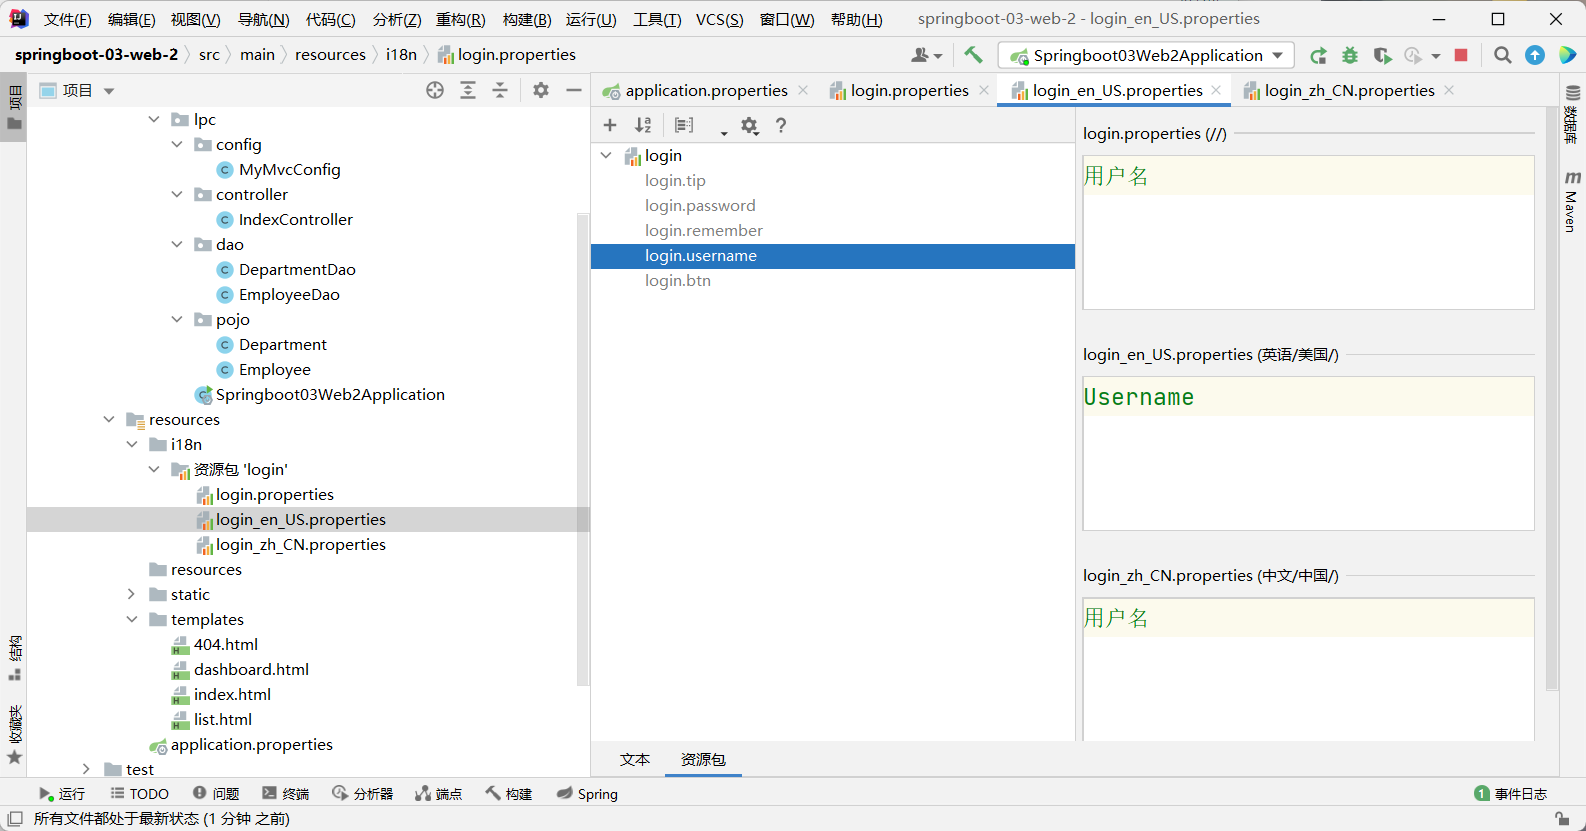 文件(F) 编辑(E) 视图(V) 导航(N) 代码(C) 分析(Z) 重构(R) 构建(B) 运行(U) 工具(T) VCS(S) 窗口(W) 帮助(H) springboot-03-web-2 - login_en_US.properties
springboot-03-web-2 src main resources i18n login.properties Springboot03Web2Application
项目
项目
application.properties login.properties login_en_US.properties login_zh_CN.properties
lpc
config
MyMvcConfig
controller
IndexController
dao
DepartmentDao
EmployeeDao
pojo
Department
Employee
Springboot03Web2Application
resources
i18n
资源包 'login'
login.properties
login_en_US.properties
login_zh_CN.properties
resources
static
templates
404.html
dashboard.html
index.html
list.html
application.properties
test
结构
收藏夹
login
login.tip
login.password
login.remember
login.username
login.btn
login.properties (//)
用户名
login_en_US.properties (英语/美国/)
Username
login_zh_CN.properties (中文/中国/)
用户名
数据库
m Maven
文本 资源包
运行 TODO 问题 终端 分析器 端点 构建 Spring 1 事件日志
所有文件都处于最新状态 (1 分钟 之前)